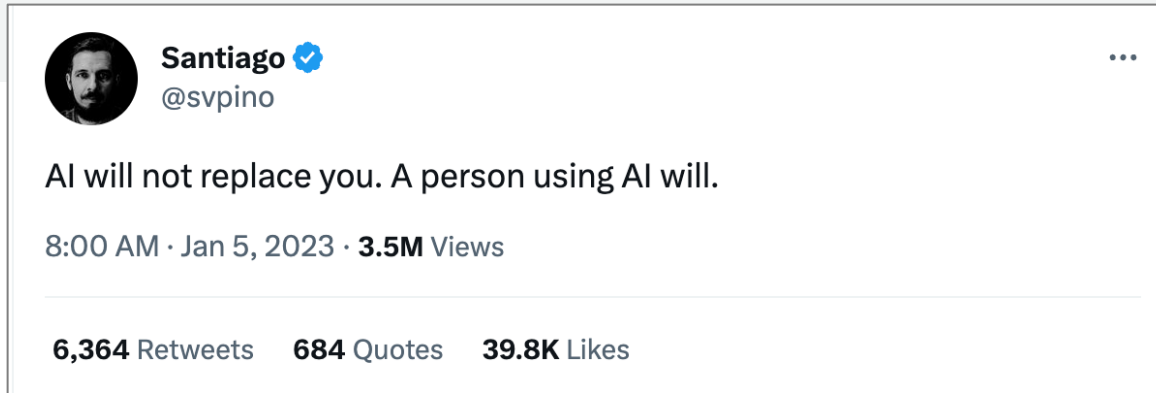 Santiago
@svpino
AI will not replace you. A person using AI will.
8:00 AM · Jan 5, 2023 · 3.5M Views
6,364 Retweets 684 Quotes 39.8K Likes